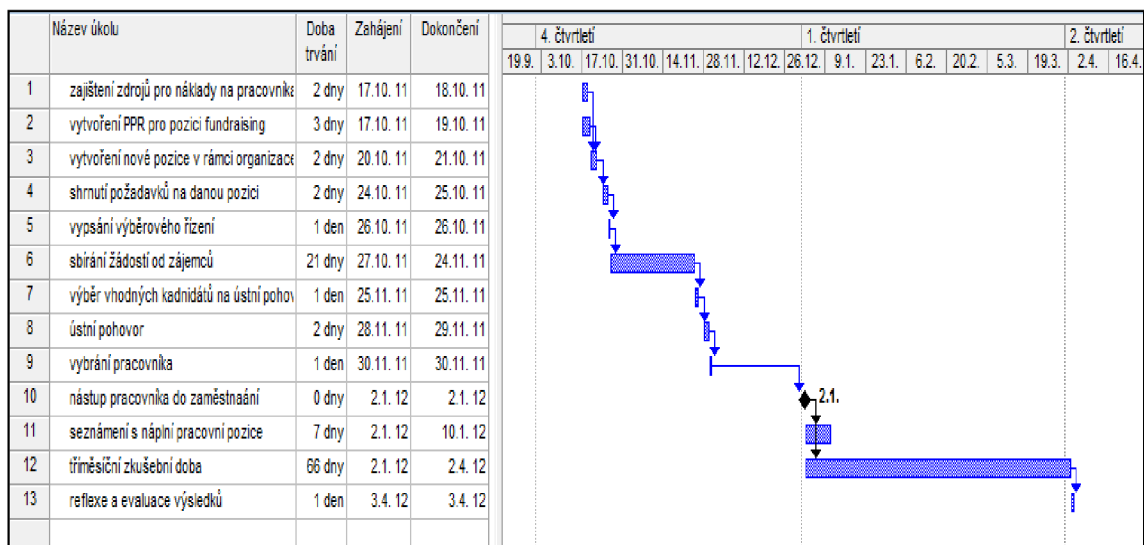 Název úkolu Doba trvání Zahájení Dokončení
4. čtvrtletí 1. čtvrtletí 2. čtvrtletí
19.9. 3.10. 17.10. 31.10. 14.11. 28.11. 12.12. 26.12. 9.1. 23.1. 6.2. 20.2. 5.3. 19.3. 2.4. 16.4.
1 zajištení zdrojů pro náklady na pracovníka 2 dny 17.10. 11 18.10. 11
2 vytvoření PPR pro pozici fundraising 3 dny 17.10. 11 19.10. 11
3 vytvoření nové pozice v rámci organizace 2 dny 20.10. 11 21.10. 11
4 shrnutí požadavků na danou pozici 2 dny 24.10. 11 25.10. 11
5 vypsání výběrového řízení 1 den 26.10. 11 26.10. 11
6 sbírání žádostí od zájemců 21 dny 27.10. 11 24.11. 11
7 výběr vhodných kadnidátů na ústní pohov 1 den 25.11. 11 25.11. 11
8 ústní pohovor 2 dny 28.11. 11 29.11. 11
9 vybrání pracovníka 1 den 30.11. 11 30.11. 11
10 nástup pracovníka do zaměstnaání 0 dny 2.1. 12 2.1. 12 2.1.
11 seznámení s náplní pracovní pozice 7 dny 2.1. 12 10.1. 12
12 tříměsíční zkušební doba 66 dny 2.1. 12 2.4. 12
13 reflexe a evaluace výsledků 1 den 3.4. 12 3.4. 12